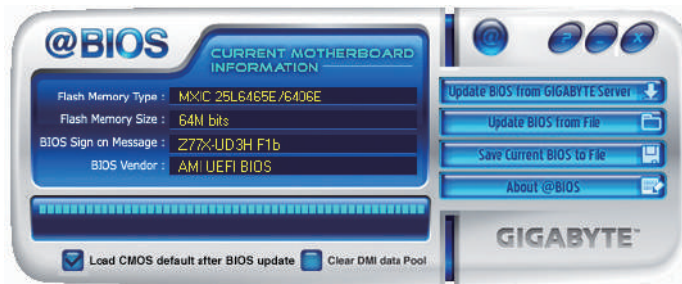 @BIOS
CURRENT MOTHERBOARD
INFORMATION
Flash Memory Type : MXIC 25L6465E/6406E
Flash Memory Size : 64M bits
BIOS Sign on Message : Z77X-UD3H F1b
BIOS Vendor : AMI UEFI BIOS
Load CMOS default after BIOS update
Clear DMI data Pool
@
? – X
Update BIOS from GIGABYTE Server
Update BIOS from File
Save Current BIOS to File
About @BIOS
GIGABYTE™